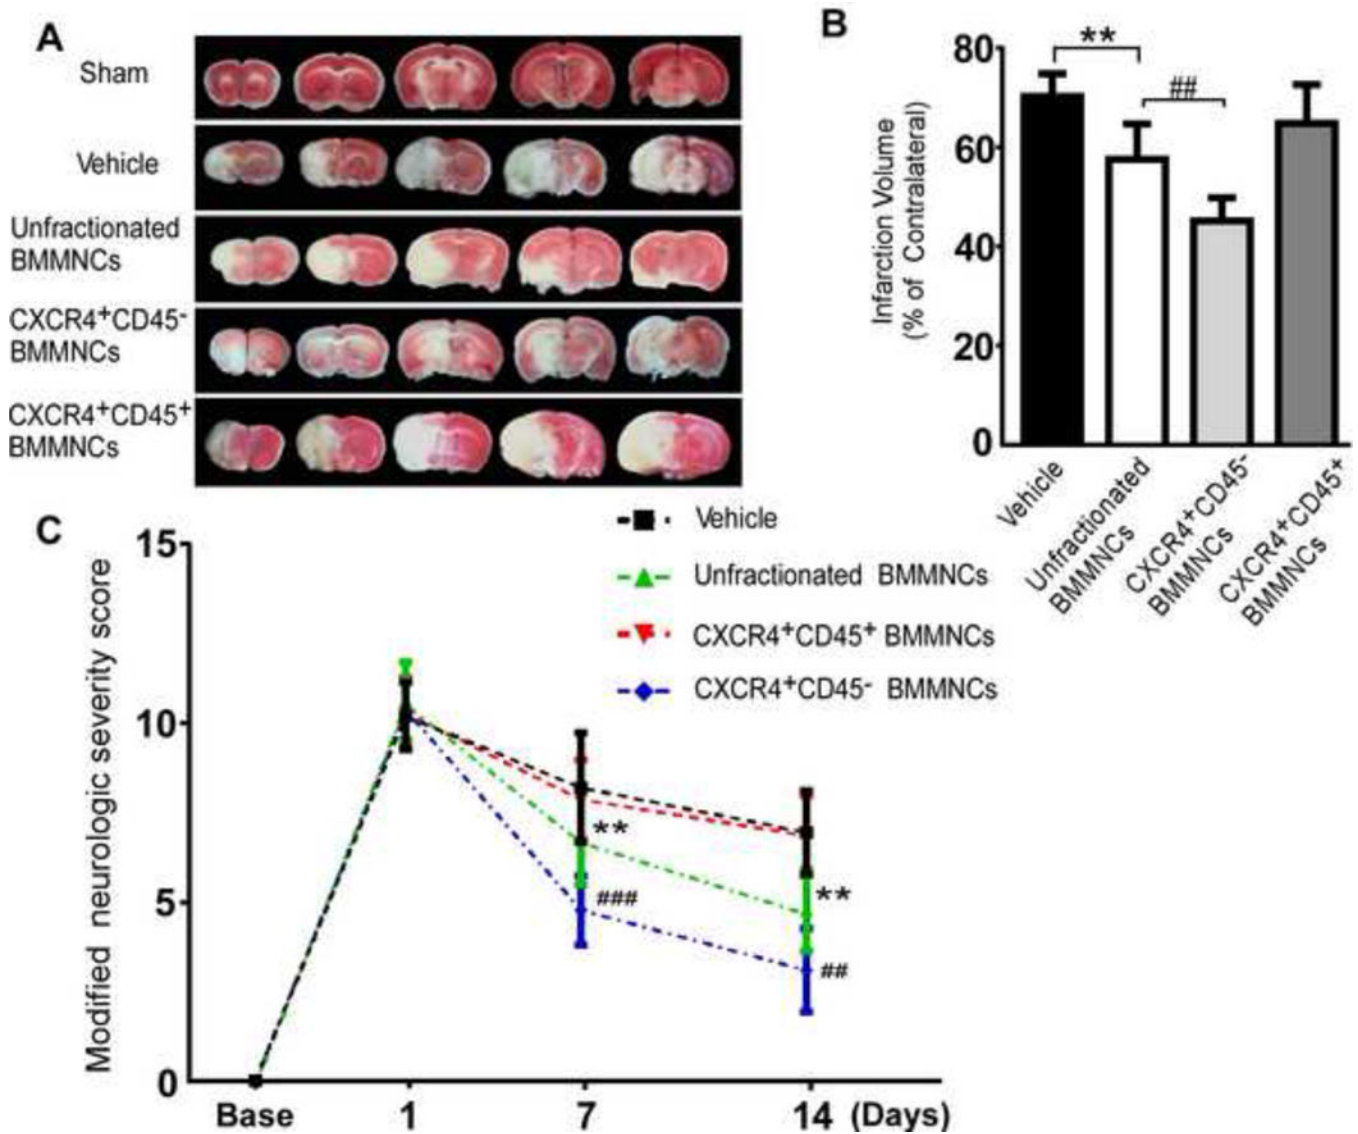 A
Sham
Vehicle
Unfractionated
BMMNCs
CXCR4+CD45-
BMMNCs
CXCR4+CD45+
BMMNCs
B
Infarction Volume
(% of Contralateral)
80
60
40
20
0
**
##
Vehicle
Unfractionated
BMMNCs
CXCR4+CD45-
BMMNCs
CXCR4+CD45+
BMMNCs
C
Modified neurologic severity score
15
10
5
0
Vehicle
Unfractionated BMMNCs
CXCR4+CD45+ BMMNCs
CXCR4+CD45- BMMNCs
**
###
**
##
Base 1 7 14 (Days)